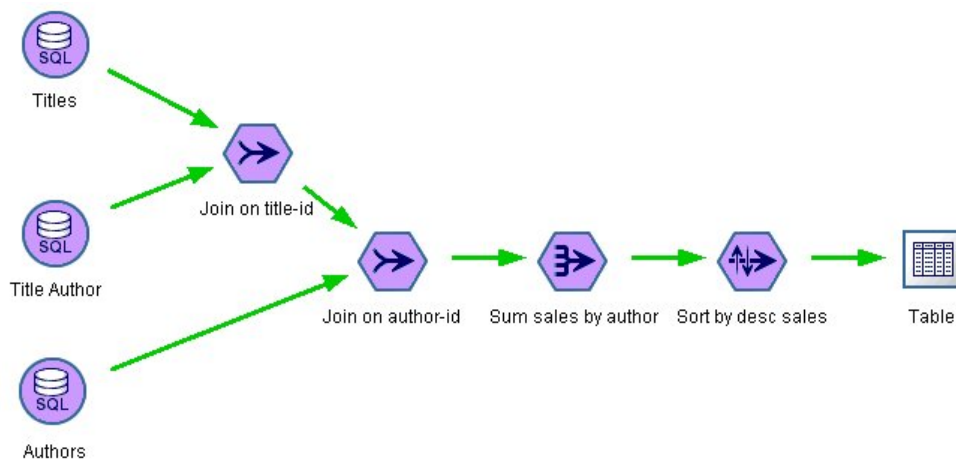 SQL
Titles
Join on title-id
SQL
Title Author
Join on author-id
Sum sales by author
Sort by desc sales
Table
SQL
Authors